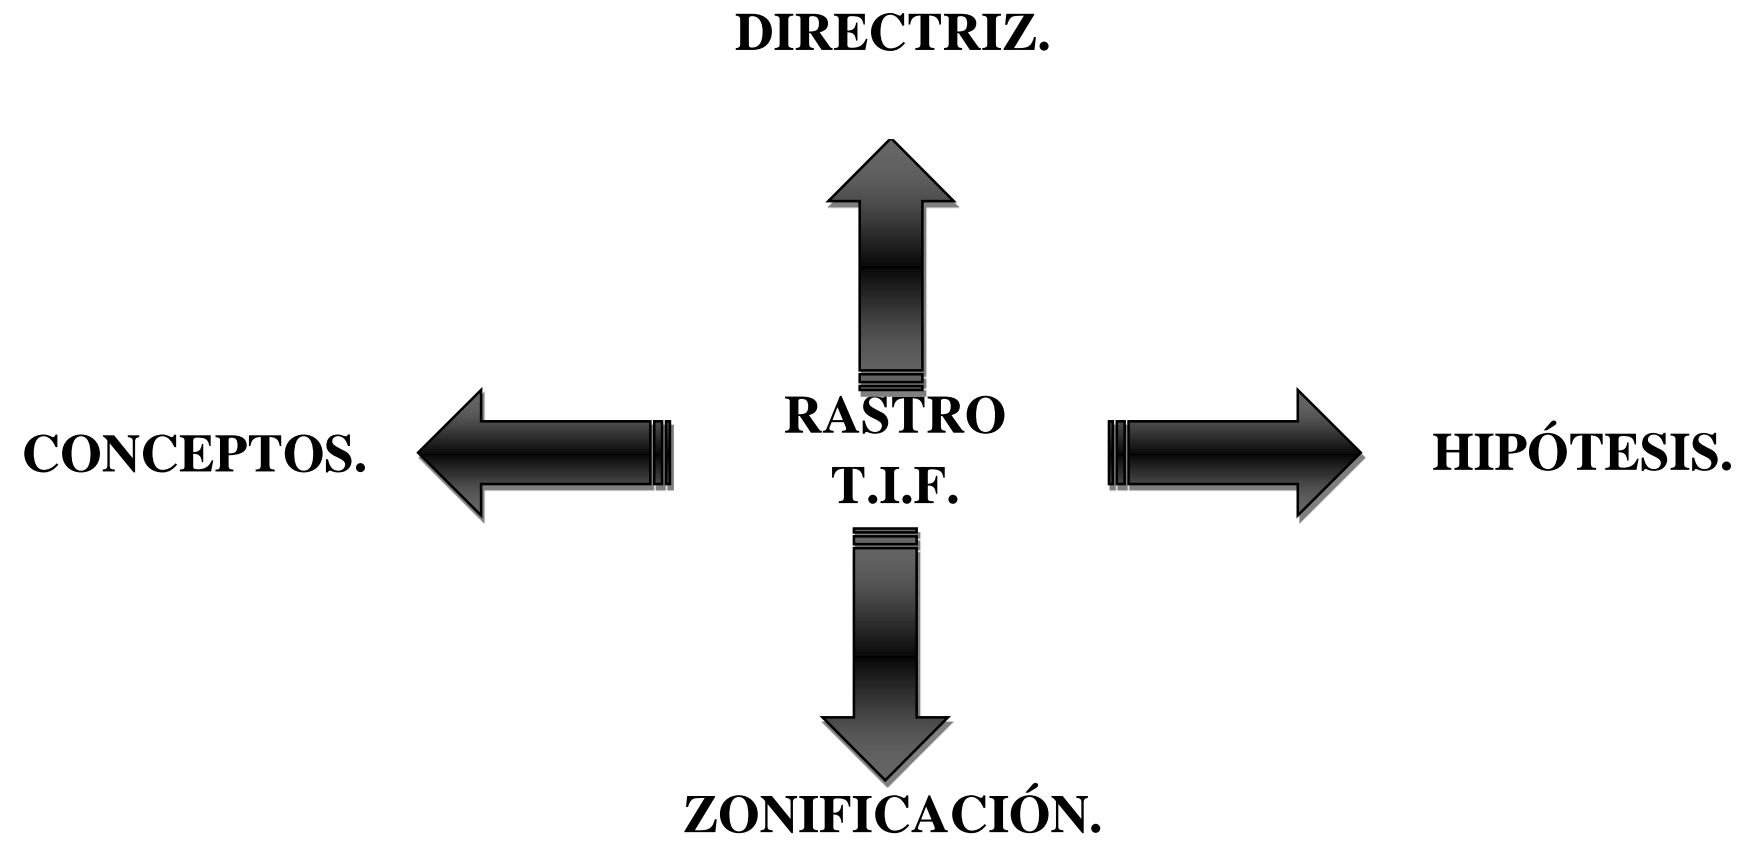 DIRECTRIZ.
RASTRO
T.I.F.
CONCEPTOS.
HIPÓTESIS.
ZONIFICACIÓN.